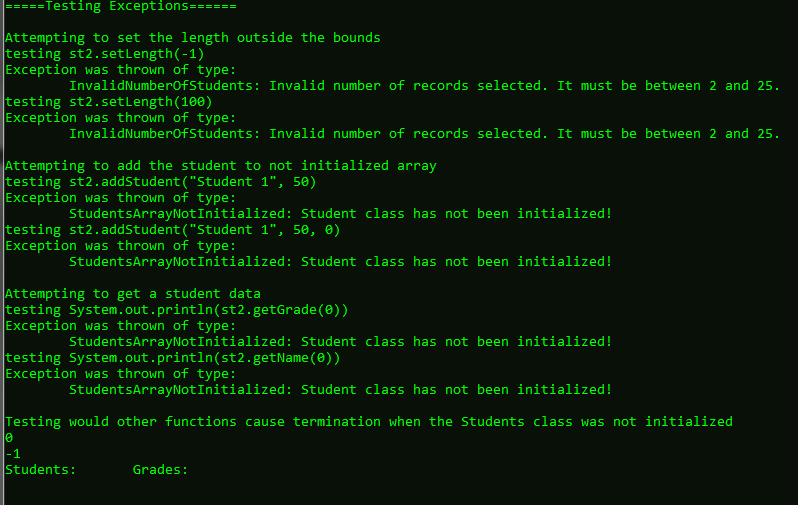 =====Testing Exceptions======
Attempting to set the length outside the bounds
testing st2.setLength(-1)
Exception was thrown of type:
InvalidNumberOfStudents: Invalid number of records selected. It must be between 2 and 25.
testing st2.setLength(100)
Exception was thrown of type:
InvalidNumberOfStudents: Invalid number of records selected. It must be between 2 and 25.
Attempting to add the student to not initialized array
testing st2.addStudent("Student 1", 50)
Exception was thrown of type:
StudentsArrayNotInitialized: Student class has not been initialized!
testing st2.addStudent("Student 1", 50, 0)
Exception was thrown of type:
StudentsArrayNotInitialized: Student class has not been initialized!
Attempting to get a student data
testing System.out.println(st2.getGrade(0))
Exception was thrown of type:
StudentsArrayNotInitialized: Student class has not been initialized!
testing System.out.println(st2.getName(0))
Exception was thrown of type:
StudentsArrayNotInitialized: Student class has not been initialized!
Testing would other functions cause termination when the Students class was not initialized
0
-1
Students:       Grades: